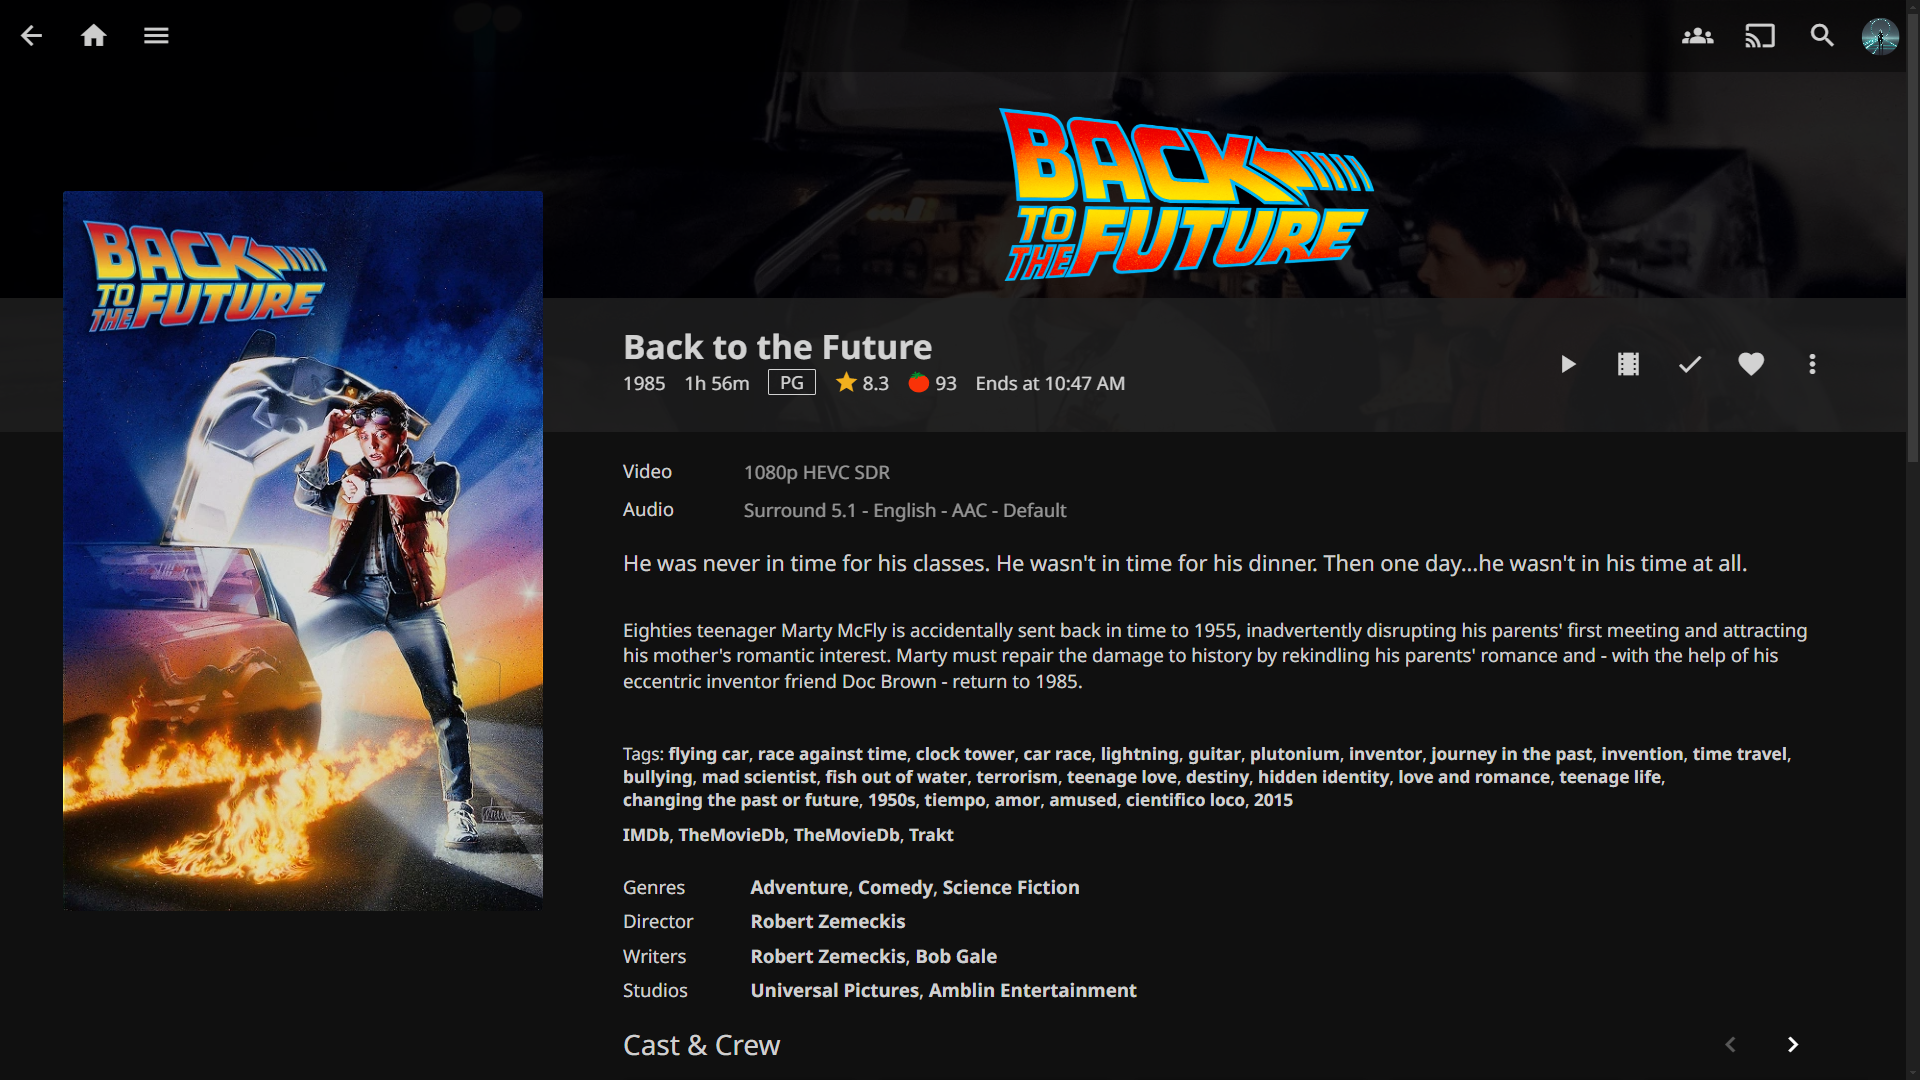 BACK
TO THE FUTURE
BACK
TO THE FUTURE
Back to the Future
1985 1h 56m PG 8.3 93 Ends at 10:47 AM
Video 1080p HEVC SDR
Audio Surround 5.1 - English - AAC - Default
He was never in time for his classes. He wasn't in time for his dinner. Then one day...he wasn't in his time at all.
Eighties teenager Marty McFly is accidentally sent back in time to 1955, inadvertently disrupting his parents' first meeting and attracting
his mother's romantic interest. Marty must repair the damage to history by rekindling his parents' romance and - with the help of his
eccentric inventor friend Doc Brown - return to 1985.
Tags: flying car, race against time, clock tower, car race, lightning, guitar, plutonium, inventor, journey in the past, invention, time travel,
bullying, mad scientist, fish out of water, terrorism, teenage love, destiny, hidden identity, love and romance, teenage life,
changing the past or future, 1950s, tiempo, amor, amused, cientifico loco, 2015
IMDb, TheMovieDb, TheMovieDb, Trakt
Genres Adventure, Comedy, Science Fiction
Director Robert Zemeckis
Writers Robert Zemeckis, Bob Gale
Studios Universal Pictures, Amblin Entertainment
Cast & Crew